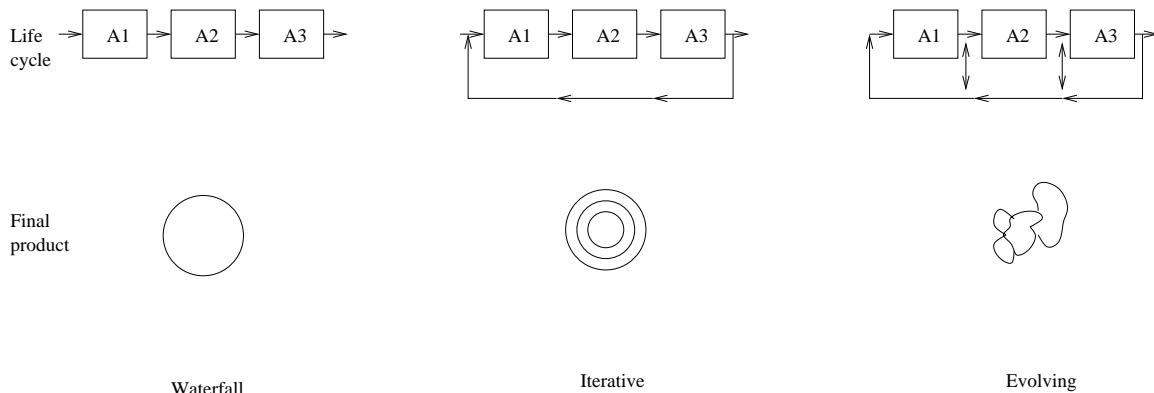 Life
cycle
A1 A2 A3
A1 A2 A3
A1 A2 A3
Final
product
Waterfall
Iterative
Evolving